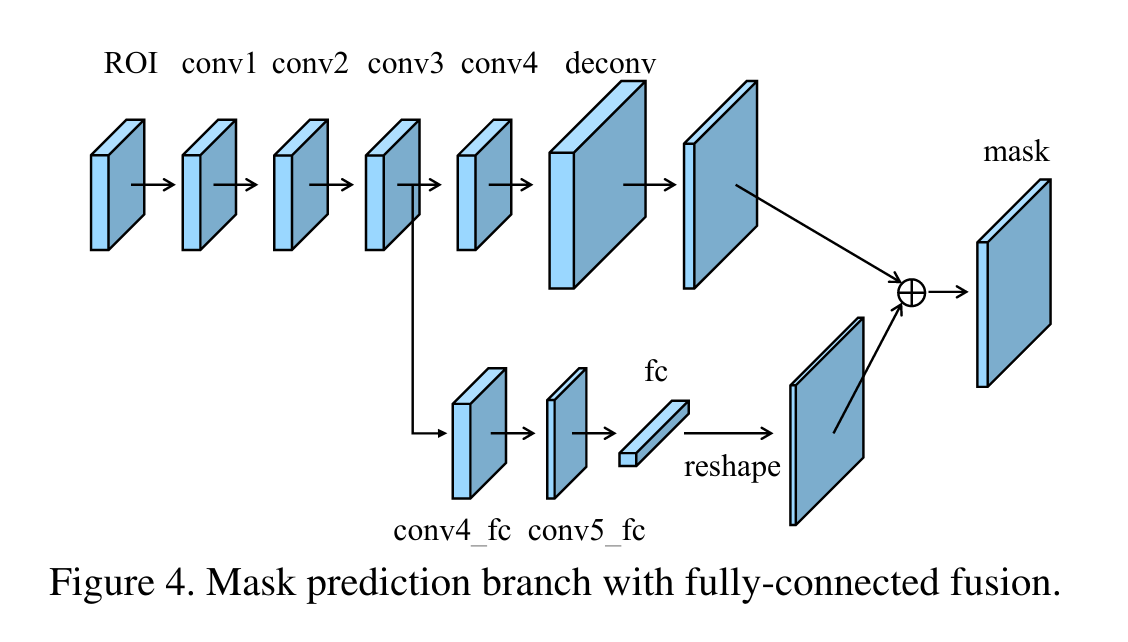 ROI conv1 conv2 conv3 conv4 deconv
mask
fc
reshape
conv4_fc conv5_fc
Figure 4. Mask prediction branch with fully-connected fusion.